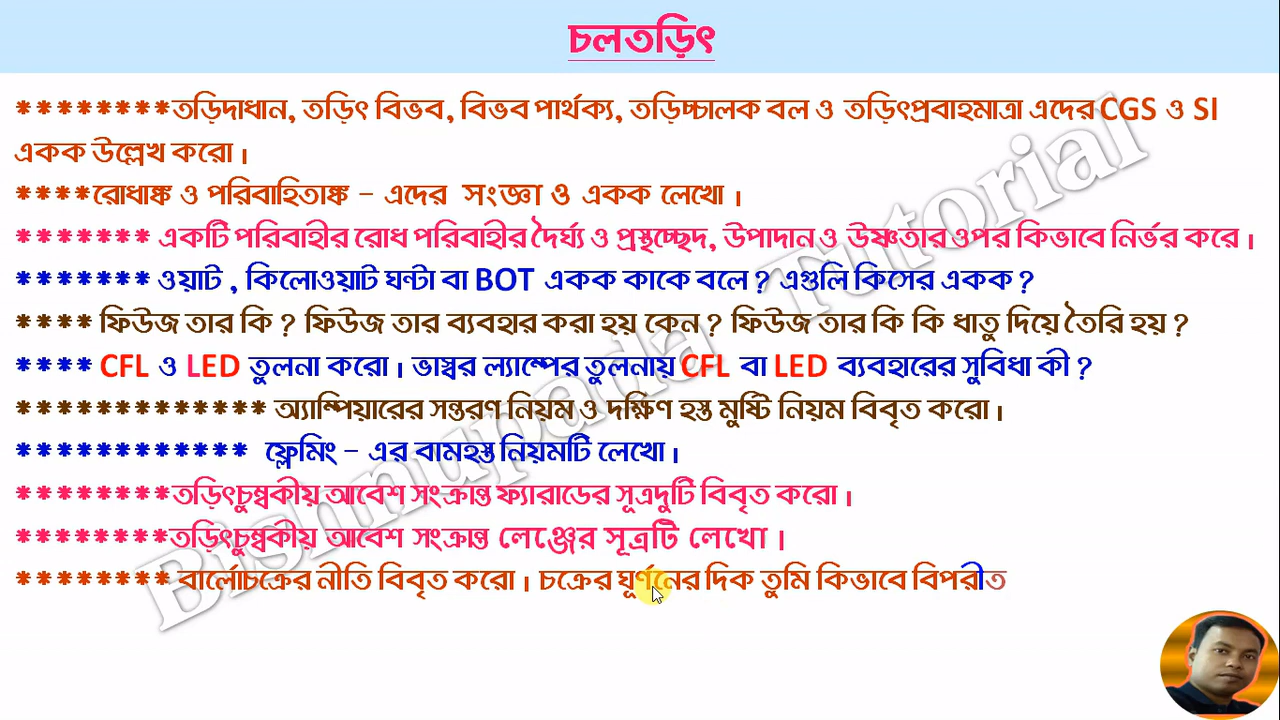 চলতড়িৎ
********তড়িদাধান, তড়িৎ বিভব, বিভব পার্থক্য, তড়িচ্চালক বল ও তড়িৎপ্রবাহমাত্রা এদের CGS ও SI
একক উল্লেখ করো।
****রোধাঙ্ক ও পরিবাহিতাঙ্ক – এদের সংজ্ঞা ও একক লেখো।
******* একটি পরিবাহীর রোধ পরিবাহীর দৈর্ঘ্য ও প্রস্থচ্ছেদ, উপাদান ও উষ্ণতার ওপর কিভাবে নির্ভর করে।
******* ওয়াট , কিলোওয়াট ঘন্টা বা BOT একক কাকে বলে ? এগুলি কিসের একক ?
**** ফিউজ তার কি ? ফিউজ তার ব্যবহার করা হয় কেন ? ফিউজ তার কি কি ধাতু দিয়ে তৈরি হয় ?
**** CFL ও LED তুলনা করো। ভাস্বর ল্যাম্পের তুলনায় CFL বা LED ব্যবহারের সুবিধা কী ?
************* অ্যাম্পিয়ারের সন্তরণ নিয়ম ও দক্ষিণ হস্ত মুষ্টি নিয়ম বিবৃত করো।
************ ফ্লেমিং – এর বামহস্ত নিয়মটি লেখো।
********তড়িৎচুম্বকীয় আবেশ সংক্রান্ত ফ্যারাডের সূত্রদুটি বিবৃত করো।
********তড়িৎচুম্বকীয় আবেশ সংক্রান্ত লেঞ্জের সূত্রটি লেখো।
******** বার্লোচক্রের নীতি বিবৃত করো। চক্রের ঘূর্ণনের দিক তুমি কিভাবে বিপরীত
Bishnupada Tutorial